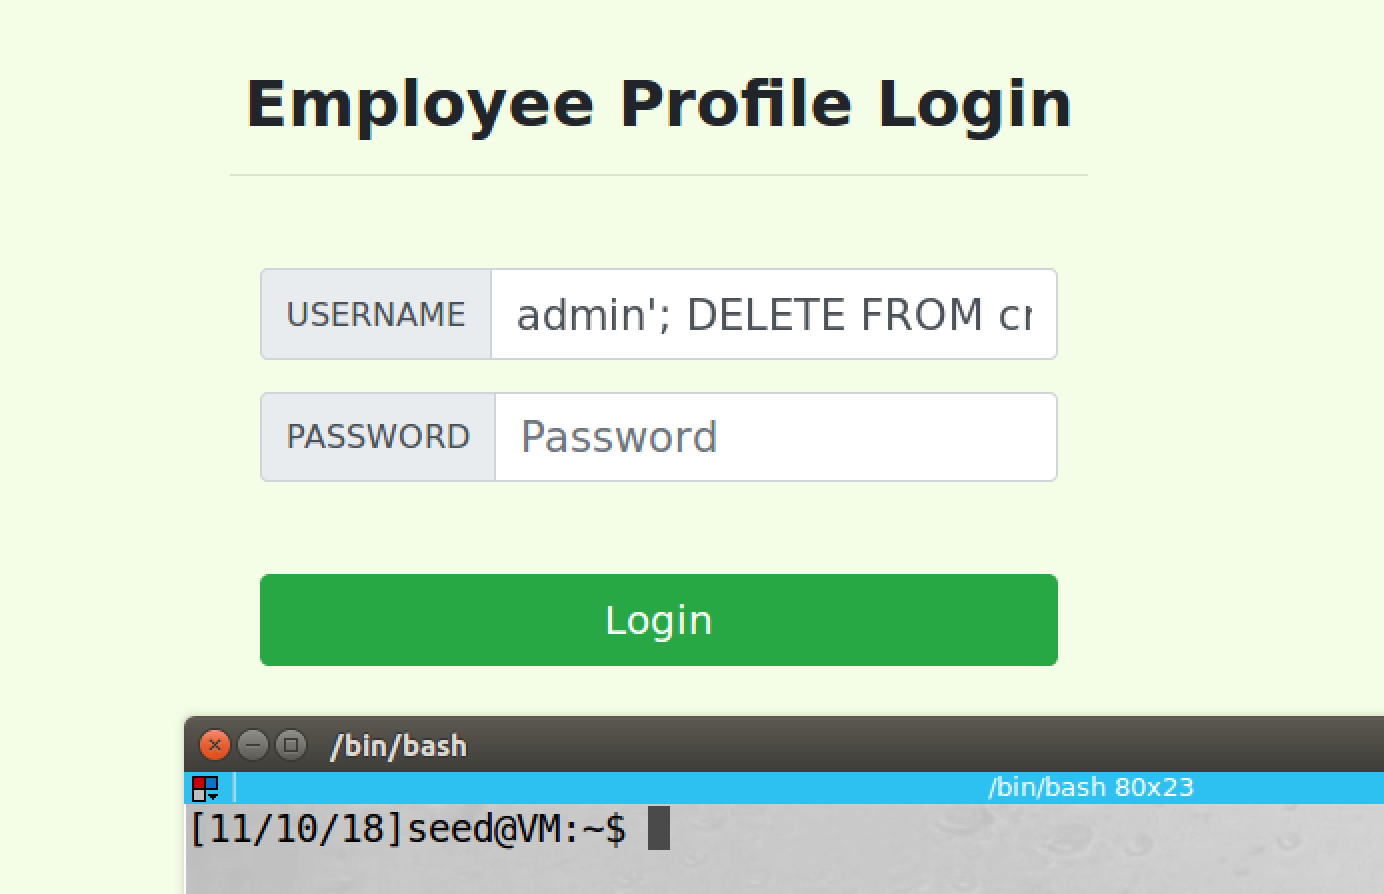 Employee Profile Login
USERNAME admin'; DELETE FROM
PASSWORD Password
Login
/bin/bash
/bin/bash 80x23
[11/10/18]seed@VM:~$